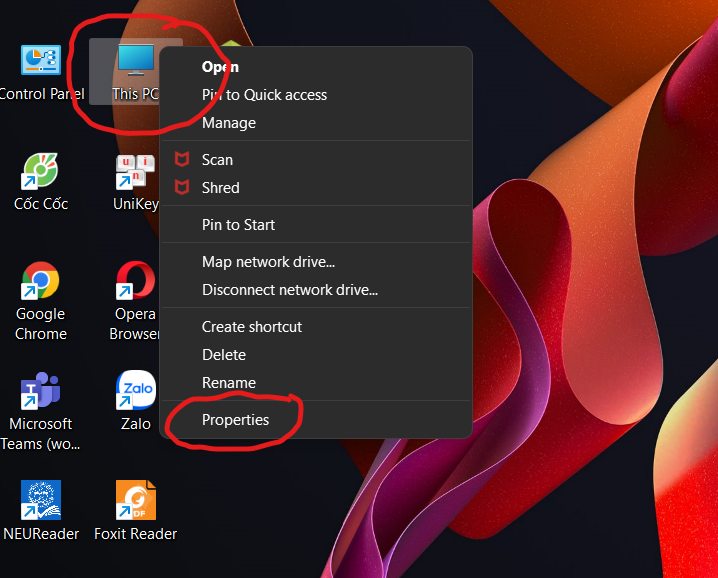 Control Panel
This PC
Cốc Cốc
UniKey
Google
Chrome
Opera
Browser
Microsoft
Teams (wo...
Zalo
Zalo
NEUReader
Foxit Reader
Open
Pin to Quick access
Manage
Scan
Shred
Pin to Start
Map network drive...
Disconnect network drive...
Create shortcut
Delete
Rename
Properties